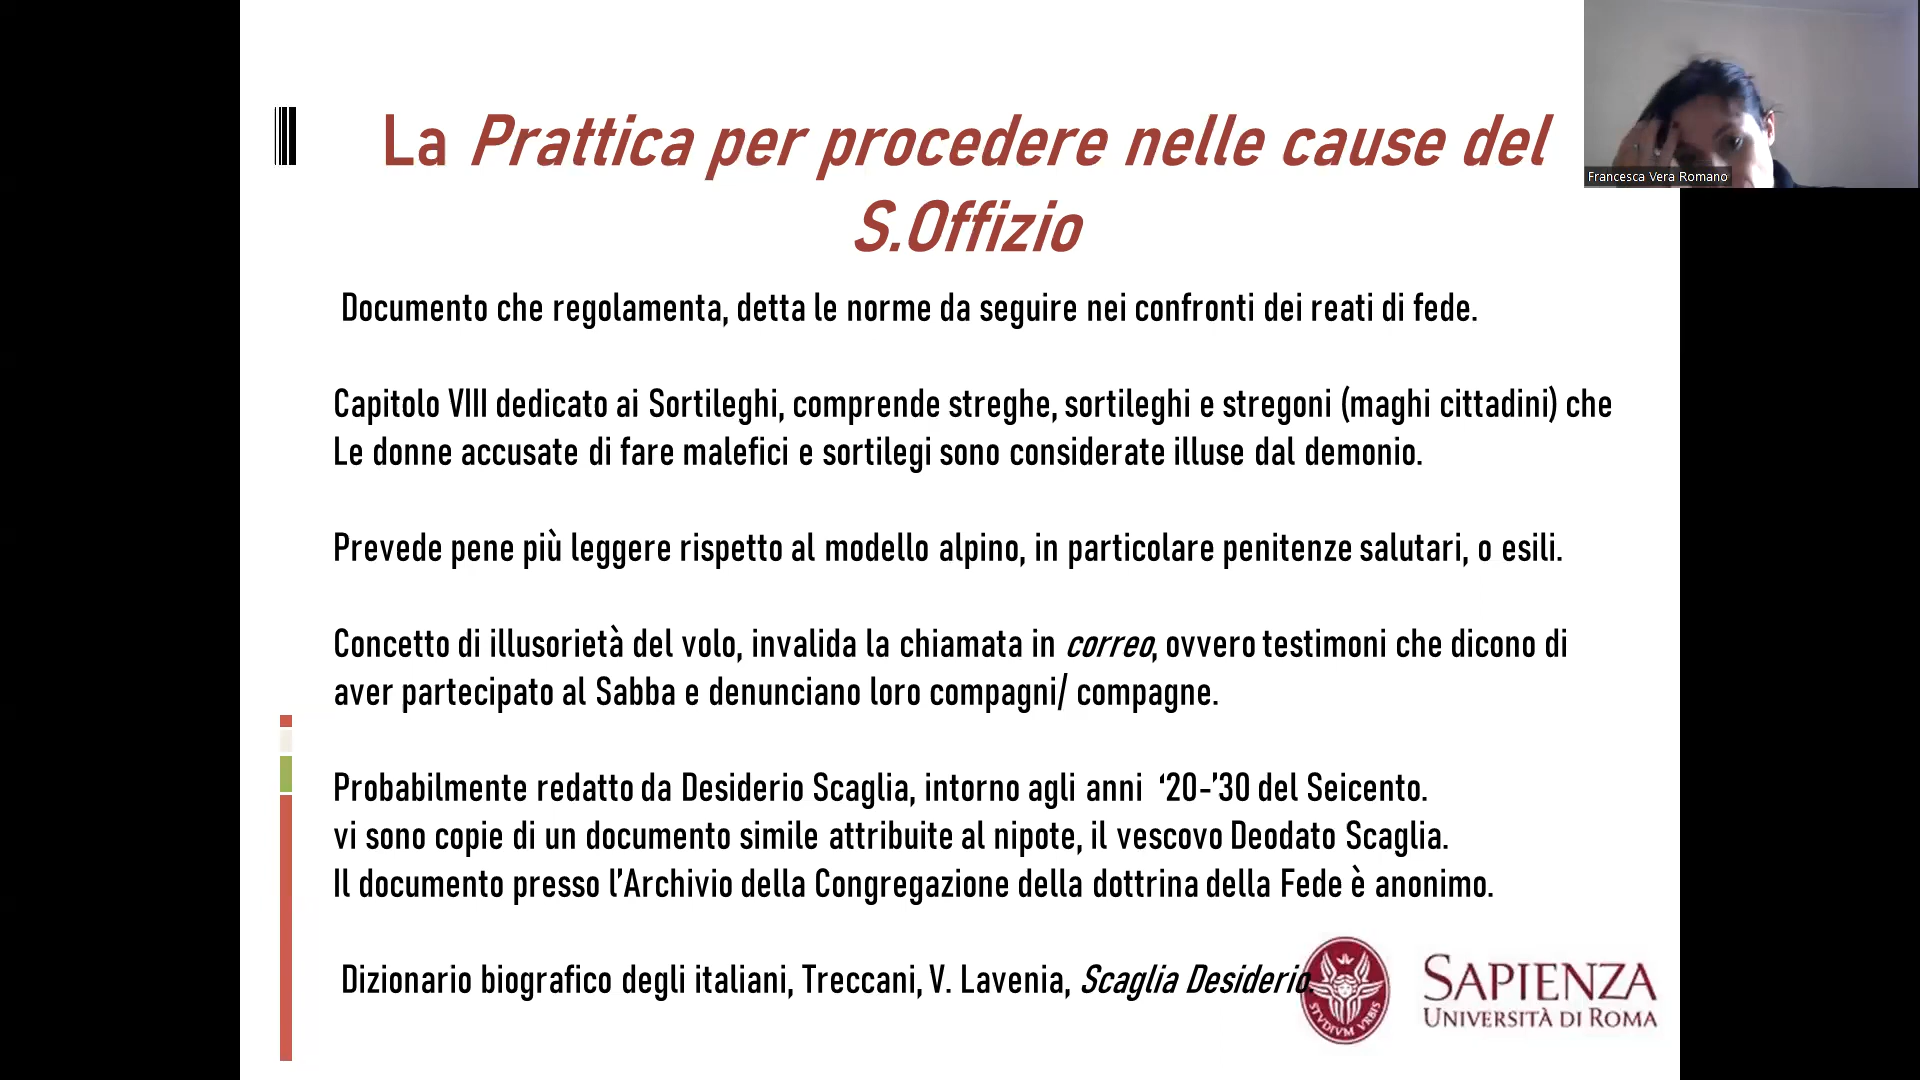 La Prattica per procedere nelle cause del
S.Offizio
Francesca Vera Romano
Documento che regolamenta, detta le norme da seguire nei confronti dei reati di fede.
Capitolo VIII dedicato ai Sortileghi, comprende streghe, sortileghi e stregoni (maghi cittadini) che
Le donne accusate di fare malefici e sortilegi sono considerate illuse dal demonio.
Prevede pene più leggere rispetto al modello alpino, in particolare penitenze salutari, o esili.
Concetto di illusorietà del volo, invalida la chiamata in correo, ovvero testimoni che dicono di
aver partecipato al Sabba e denunciano loro compagni/ compagne.
Probabilmente redatto da Desiderio Scaglia, intorno agli anni ‘20-’30 del Seicento.
vi sono copie di un documento simile attribuite al nipote, il vescovo Deodato Scaglia.
Il documento presso l’Archivio della Congregazione della dottrina della Fede è anonimo.
Dizionario biografico degli italiani, Treccani, V. Lavenia, Scaglia Desiderio.
STVDIVM VRBIS
SAPIENZA
UNIVERSITÀ DI ROMA